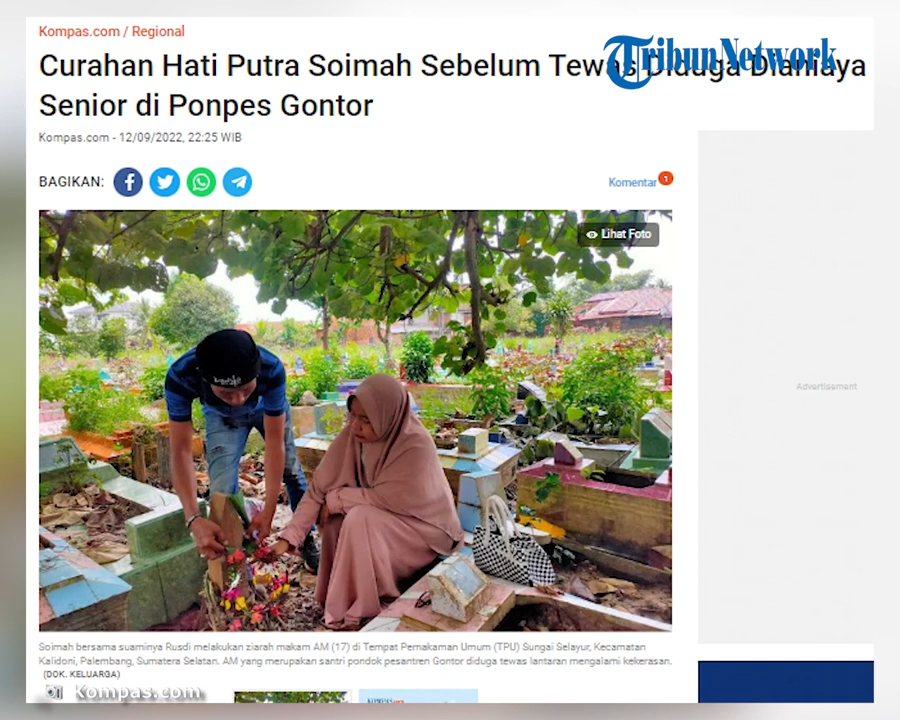 Kompas.com / Regional
TribunNetwork
Curahan Hati Putra Soimah Sebelum Tewas Diduga Dianiaya
Senior di Ponpes Gontor
Kompas.com - 12/09/2022, 22:25 WIB
BAGIKAN:
Komentar 1
Lihat Foto
Advertisement
Soimah bersama suaminya Rusdi melakukan ziarah makam AM (17) di Tempat Pemakaman Umum (TPU) Sungai Selayur, Kecamatan
Kalidoni, Palembang, Sumatera Selatan. AM yang merupakan santri pondok pesantren Gontor diduga tewas lantaran mengalami kekerasan.
(DOK. KELUARGA)
Kompas.com